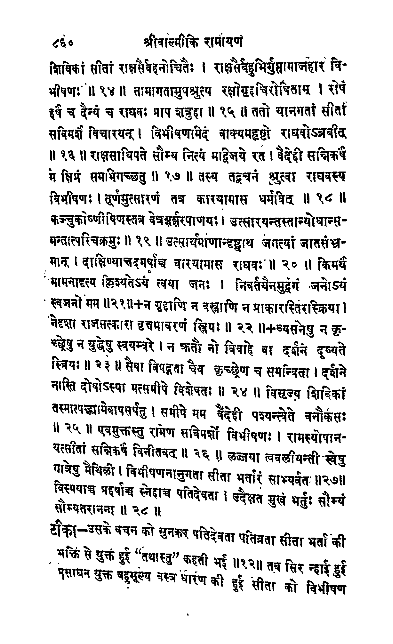 ८६० श्रीवाल्मीकि रामायणं
शिविकां सीतां राक्षसैर्वहनोचितैः । राक्षसैर्बहुभिर्गुप्तामाजहार वि-
भीषणः ॥ १४ ॥ तामागतामुपश्रुत्य रक्षोगृहचिरोषिताम् । रोषं
हर्षं च दैन्यं च राघवः प्राप शत्रुहा ॥ १५ ॥ ततो यानगतां सीतां
सविमर्शं विचारयन् । विभीषणमिदं वाक्यमहृष्टो राघवोऽब्रवीत्
॥ १६ ॥ राक्षसाधिपते सौम्य नित्यं मद्विजये रत । वैदेही सन्निकर्षं
मे क्षिप्रं समभिगच्छतु ॥ १७ ॥ तस्य तद्वचनं श्रुत्वा राघवस्य
विभीषणः । तूर्णमुत्सारणं तत्र कारयामास धर्मविद् ॥ १८ ॥
कञ्चुकोष्णीषिणस्तत्र वेत्रझर्झरपाणयः । उत्सारयन्तस्तान्योधान्स-
मन्तात्परिचक्रमुः ॥ १९ ॥ उत्सार्यमाणान्दृष्ट्वाथ जगत्यां जातसंभ्र-
मान् । दाक्षिण्यात्तदमर्षाच्च वारयामास राघवः ॥ २० ॥ किमर्थं
मामनादृत्य क्लिश्यतेऽयं त्वया जनः । निवर्तयैनमुद्वेगं जनोऽयं
स्वजनो मम ॥२१॥+ न गृहाणि न वस्त्राणि न प्राकारस्तिरस्क्रिया ।
नेदृशा राजसत्कारा वृत्तमावरणं स्त्रियः ॥ २२ ॥+व्यसनेषु न कृ-
च्छ्रेषु न युद्धेषु स्वयम्वरे । न क्रतौ नो विवाहे वा दर्शनं दूष्यते
स्त्रियः ॥ २३ ॥ सैषा विपद्गता चैव कृच्छ्रेण च समन्विता । दर्शने
नास्ति दोषोऽस्या मत्समीपे विशेषतः ॥ २४ ॥ विसृज्य शिविकां
तस्मात्पद्भ्यामेवापसर्पतु । समीपे मम वैदेहीं पश्यन्त्वेते वनौकसः
॥ २५ ॥ एवमुक्तस्तु रामेण सविमर्शो विभीषणः । रामस्योपान-
यत्सीतां सन्निकर्षं विनीतवत् ॥ २६ ॥ लज्जया त्ववलीयन्ती स्वेषु
गात्रेषु मैथिली । विभीषणेनानुगता सीता भर्तारं साभ्यवर्तत ॥२७॥
विस्मयाच्च प्रहर्षाच्च स्नेहाच्च पतिदेवता । उदैक्षत मुखं भर्तुः सौम्यं
सौम्यतरानना ॥ २८ ॥
टीका—उसके वचन को सुनकर पतिदेवता पतिव्रता सीता भर्ता की
भक्ति से युक्त हुई "तथास्तु" कहती भई ॥१२॥ तब सिर न्हाई हुई
प्रसाधन युक्त बहुमूल्य वस्त्र धारण की हुई सीता को विभीषण